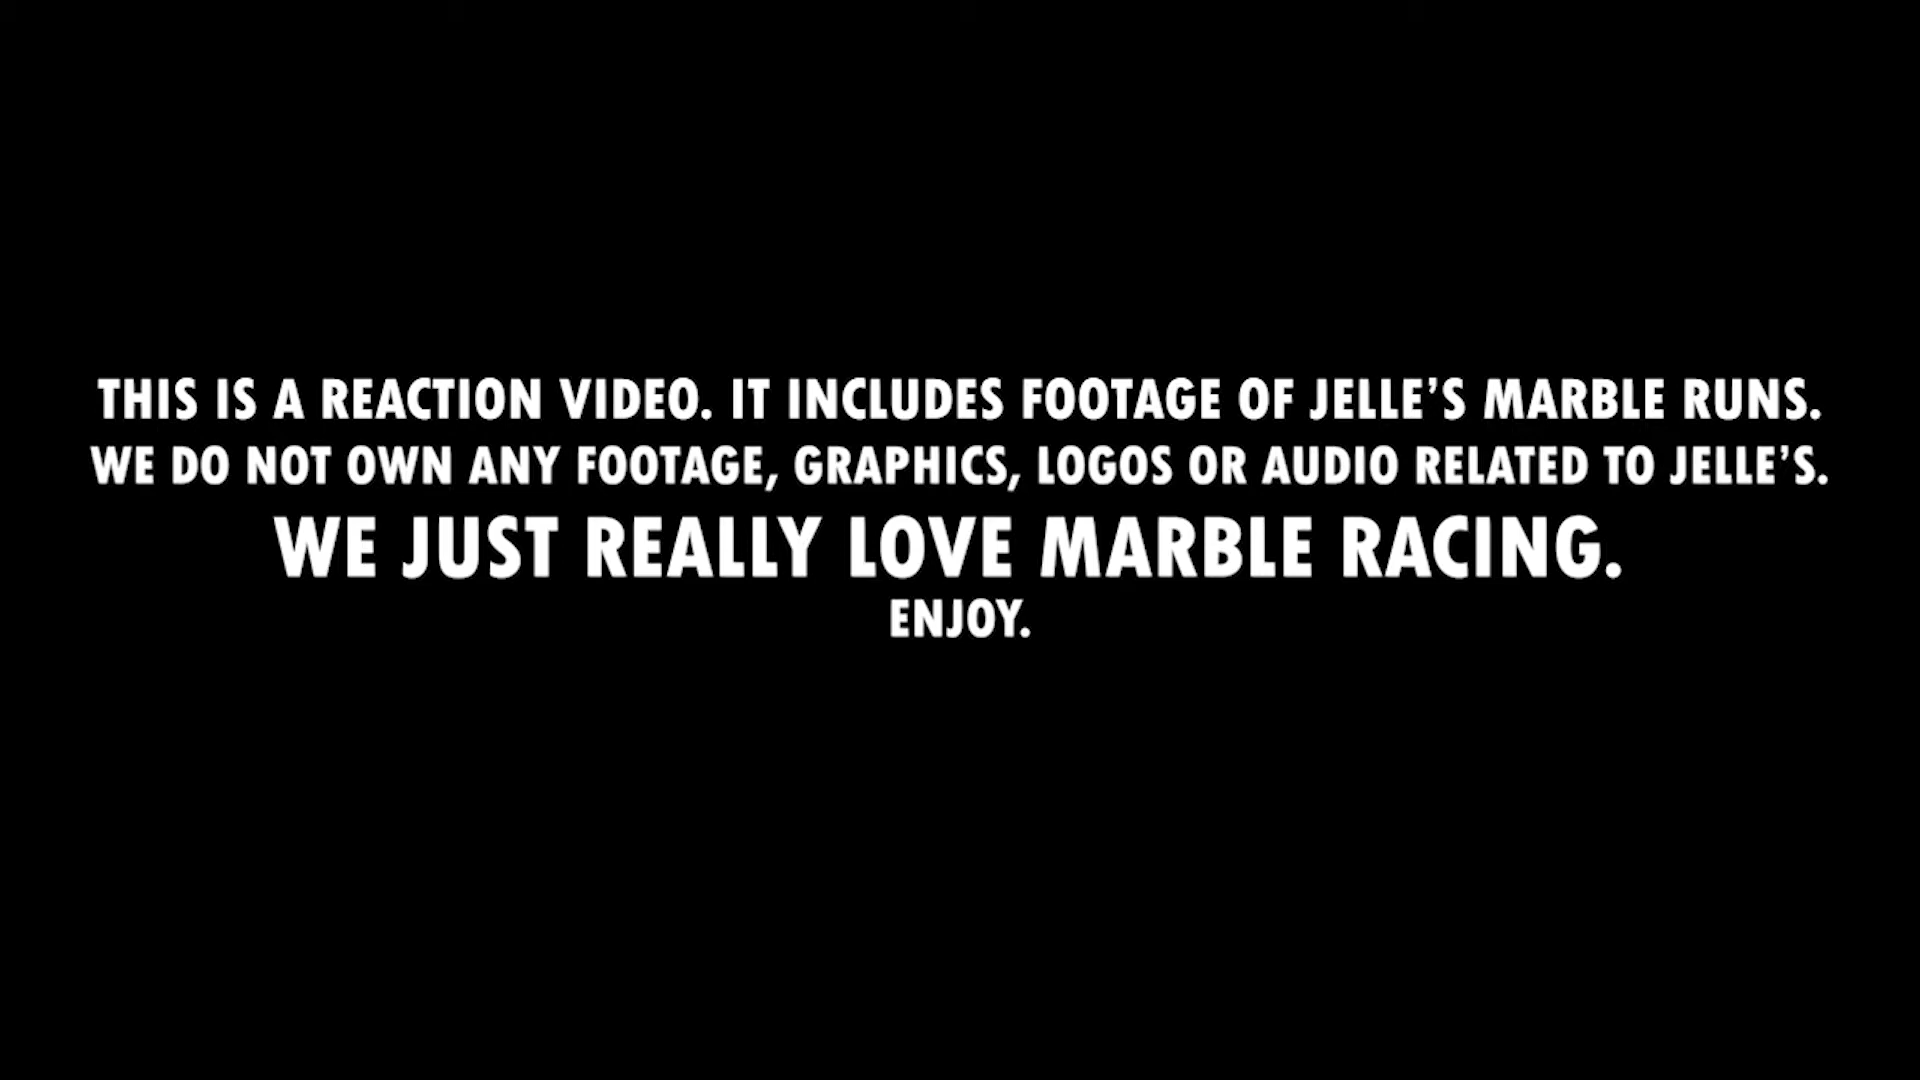 THIS IS A REACTION VIDEO. IT INCLUDES FOOTAGE OF JELLE’S MARBLE RUNS.
WE DO NOT OWN ANY FOOTAGE, GRAPHICS, LOGOS OR AUDIO RELATED TO JELLE’S.
WE JUST REALLY LOVE MARBLE RACING.
ENJOY.